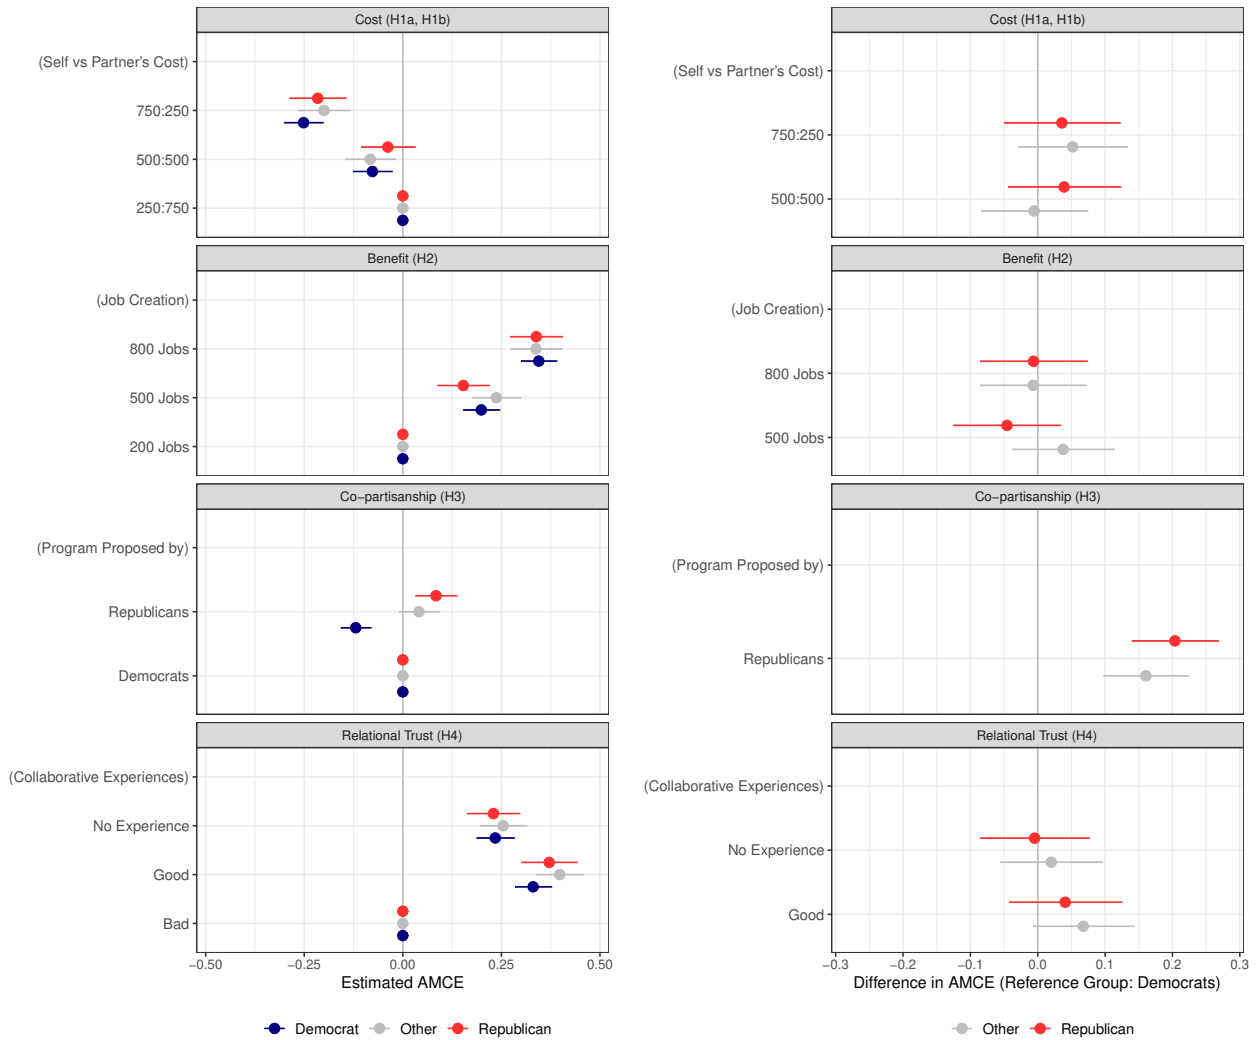 Cost (H1a, H1b)
(Self vs Partner's Cost)
750:250
500:500
250:750
Benefit (H2)
(Job Creation)
800 Jobs
500 Jobs
200 Jobs
Co−partisanship (H3)
(Program Proposed by)
Republicans
Democrats
Relational Trust (H4)
(Collaborative Experiences)
No Experience
Good
Bad
−0.50 −0.25 0.00 0.25 0.50
Estimated AMCE
Democrat Other Republican
Cost (H1a, H1b)
(Self vs Partner's Cost)
750:250
500:500
Benefit (H2)
(Job Creation)
800 Jobs
500 Jobs
Co−partisanship (H3)
(Program Proposed by)
Republicans
Relational Trust (H4)
(Collaborative Experiences)
No Experience
Good
−0.3 −0.2 −0.1 0.0 0.1 0.2 0.3
Difference in AMCE (Reference Group: Democrats)
Other Republican